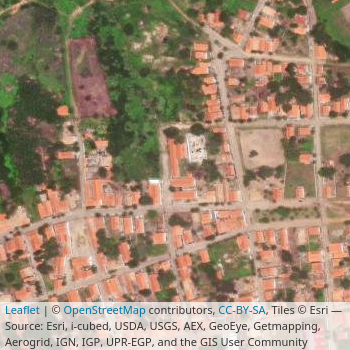 Leaflet | © OpenStreetMap contributors, CC-BY-SA, Tiles © Esri —
Source: Esri, i-cubed, USDA, USGS, AEX, GeoEye, Getmapping,
Aerogrid, IGN, IGP, UPR-EGP, and the GIS User Community